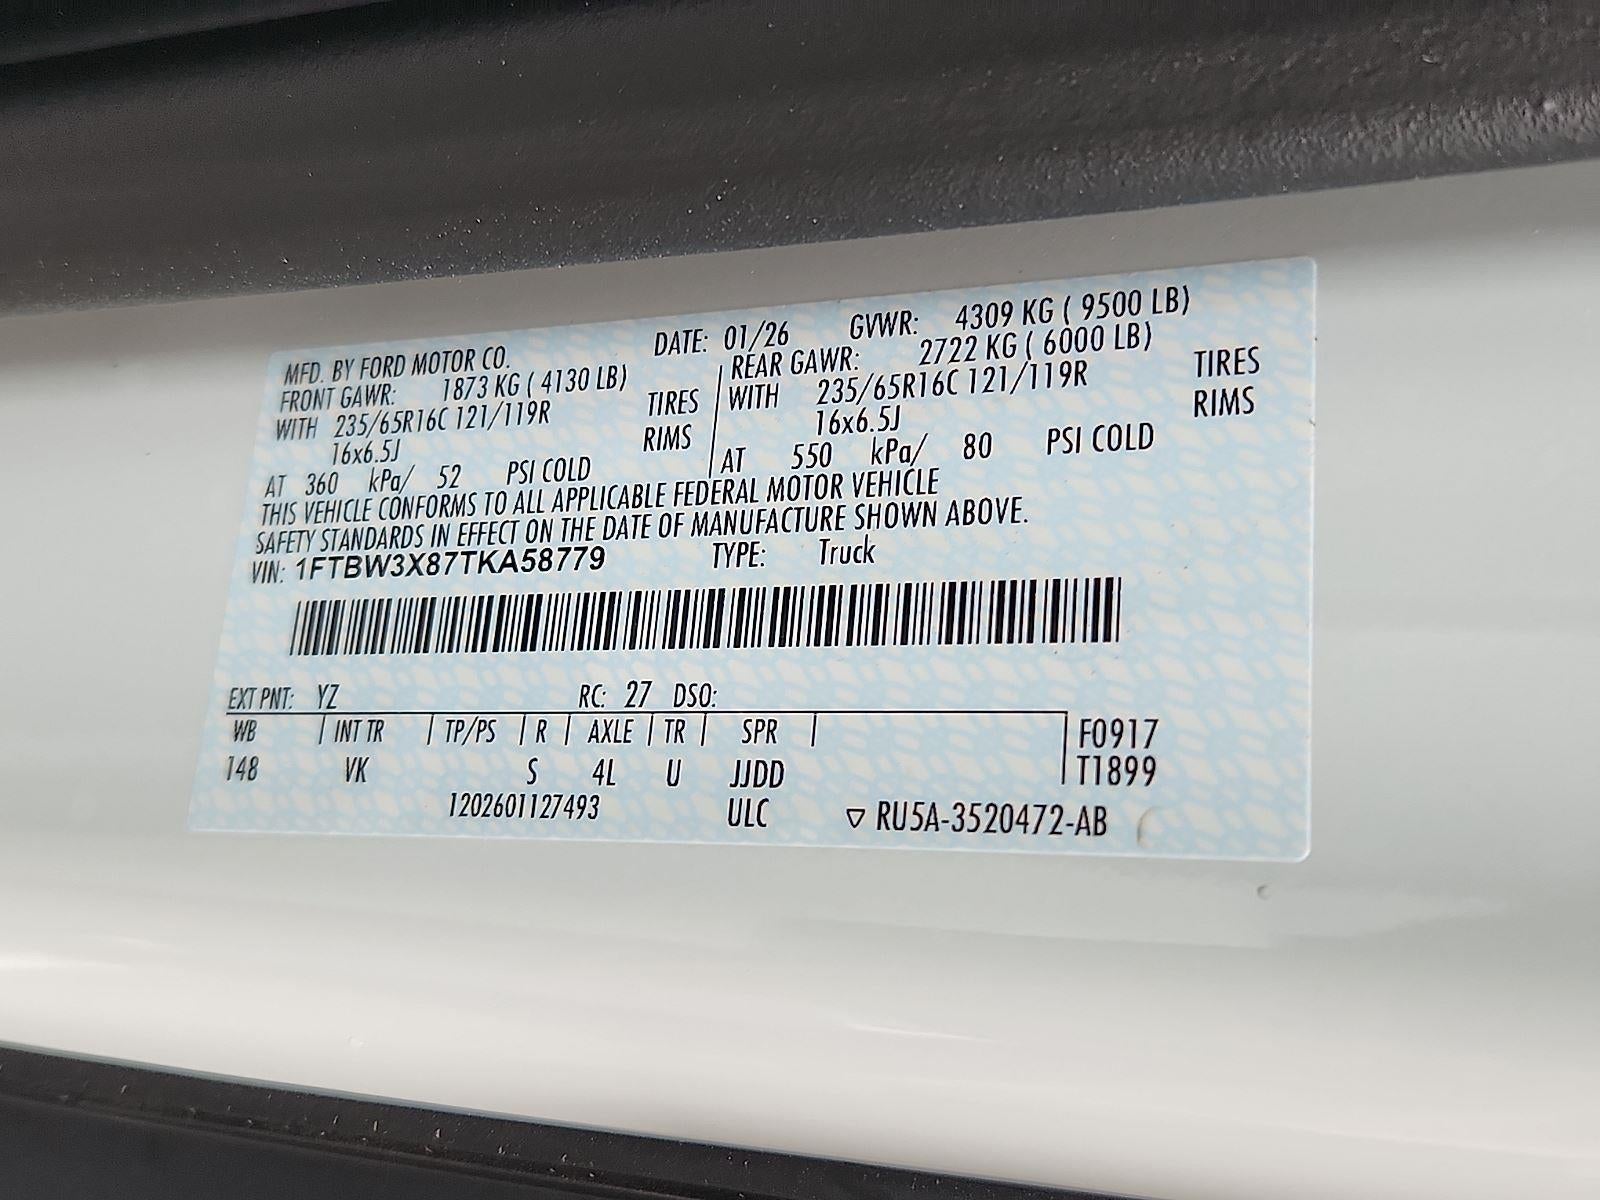 MFD. BY FORD MOTOR CO. DATE: 01/26 GVWR: 4309 KG ( 9500 LB)
FRONT GAWR: 1873 KG ( 4130 LB) REAR GAWR: 2722 KG ( 6000 LB)
WITH 235/65R16C 121/119R TIRES WITH 235/65R16C 121/119R TIRES
16x6.5J RIMS 16x6.5J RIMS
AT 360 kPa/ 52 PSI COLD AT 550 kPa/ 80 PSI COLD
THIS VEHICLE CONFORMS TO ALL APPLICABLE FEDERAL MOTOR VEHICLE
SAFETY STANDARDS IN EFFECT ON THE DATE OF MANUFACTURE SHOWN ABOVE.
VIN: 1FTBW3X87TKA58779 TYPE: Truck
EXT PNT: YZ RC: 27 DSO:
WB INT TR TP/PS R AXLE TR SPR F0917
148 VK S 4L U JJDD T1899
1202601127493 ULC ▽ RU5A-3520472-AB